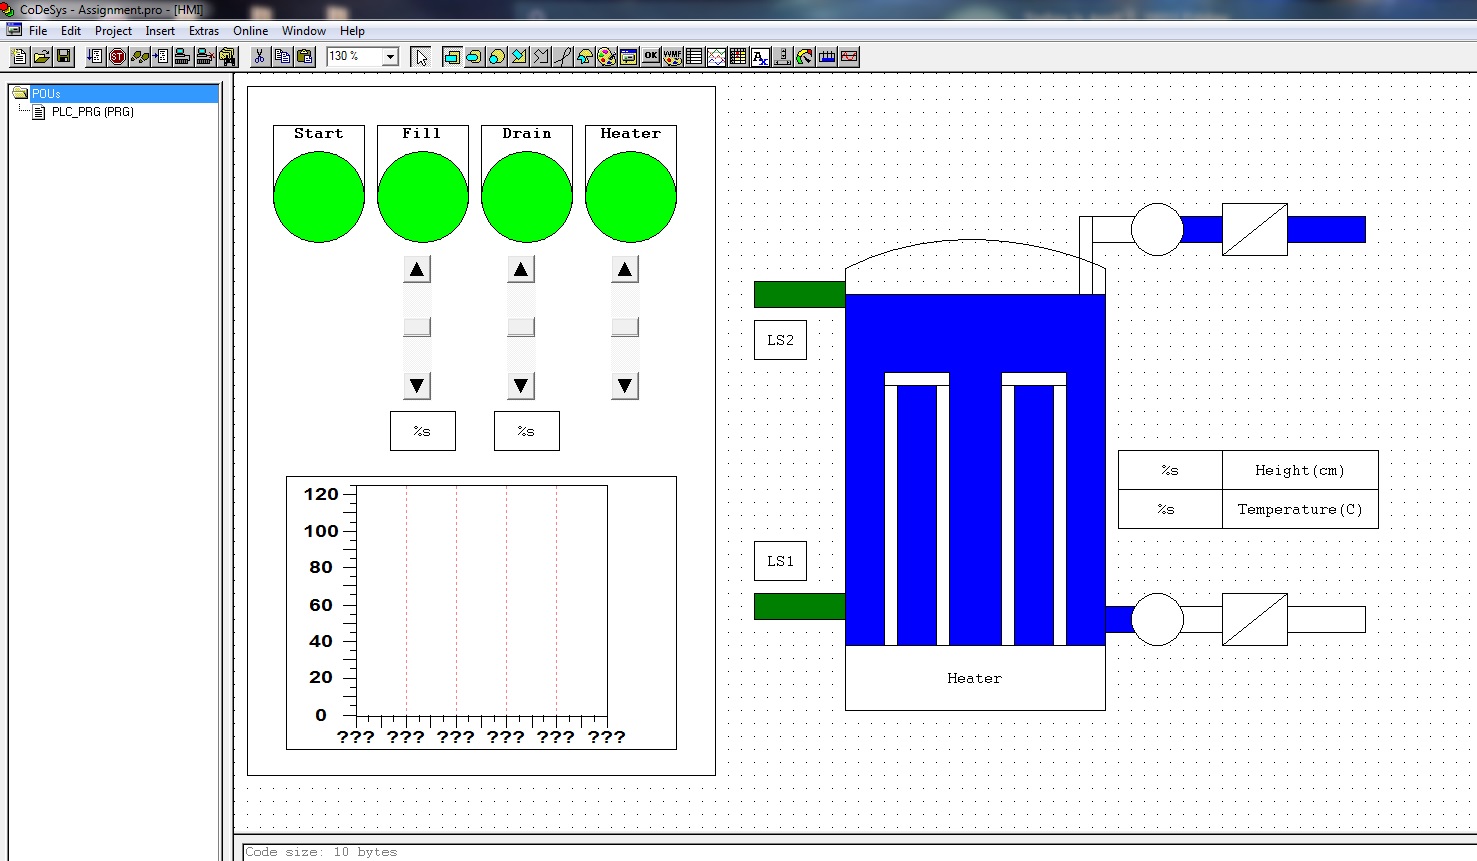 CoDeSys - Assignment.pro - [HMI]
File Edit Project Insert Extras Online Window Help
130 %
OK
POUs
PLC_PRG (PRG)
Start Fill Drain Heater
%s %s
120
100
80
60
40
20
0
??? ??? ??? ??? ??? ???
LS2
LS1
%s Height(cm)
%s Temperature(C)
Heater
Code size: 10 bytes